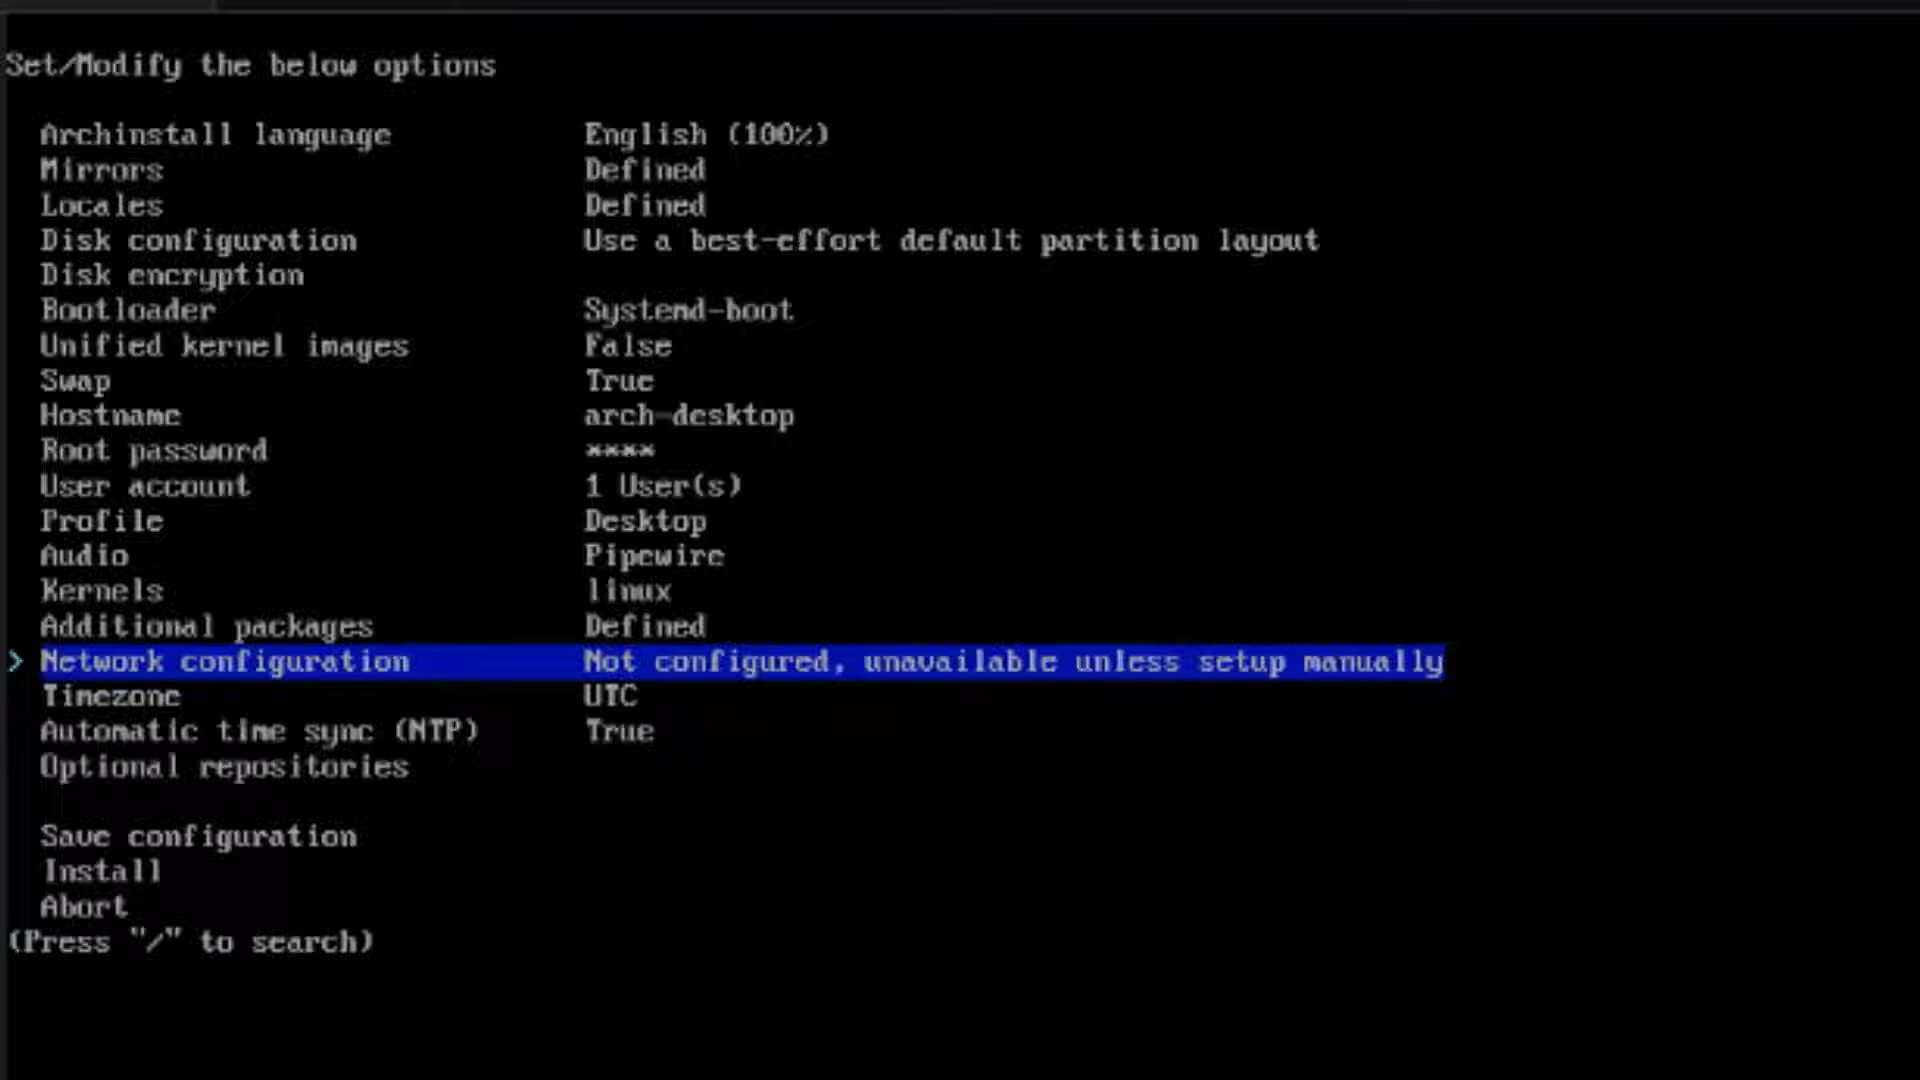 Set/Modify the below options
Archinstall language English (100%)
Mirrors Defined
Locales Defined
Disk configuration Use a best-effort default partition layout
Disk encryption
Bootloader Systemd-boot
Unified kernel images False
Swap True
Hostname arch-desktop
Root password ****
User account 1 User(s)
Profile Desktop
Audio Pipewire
Kernels linux
Additional packages Defined
> Network configuration Not configured, unavailable unless setup manually
Timezone UTC
Automatic time sync (NTP) True
Optional repositories
Save configuration
Install
Abort
(Press "/" to search)